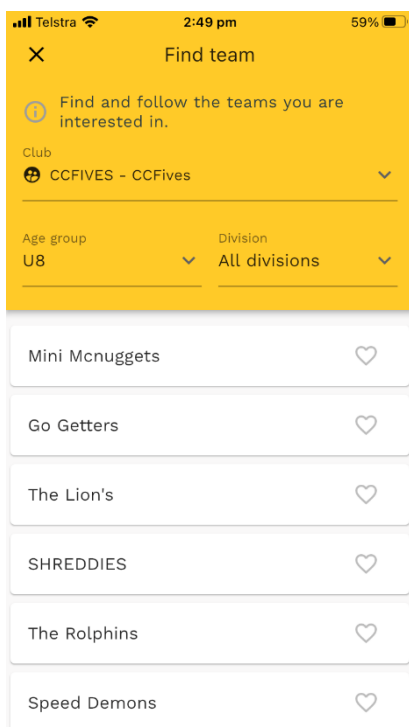 Telstra 2:49 pm 59%
Find team
Find and follow the teams you are
interested in.
Club
CCFIVES - CCFives
Age group Division
U8 All divisions
Mini Mcnuggets
Go Getters
The Lion's
SHREDDIES
The Rolphins
Speed Demons